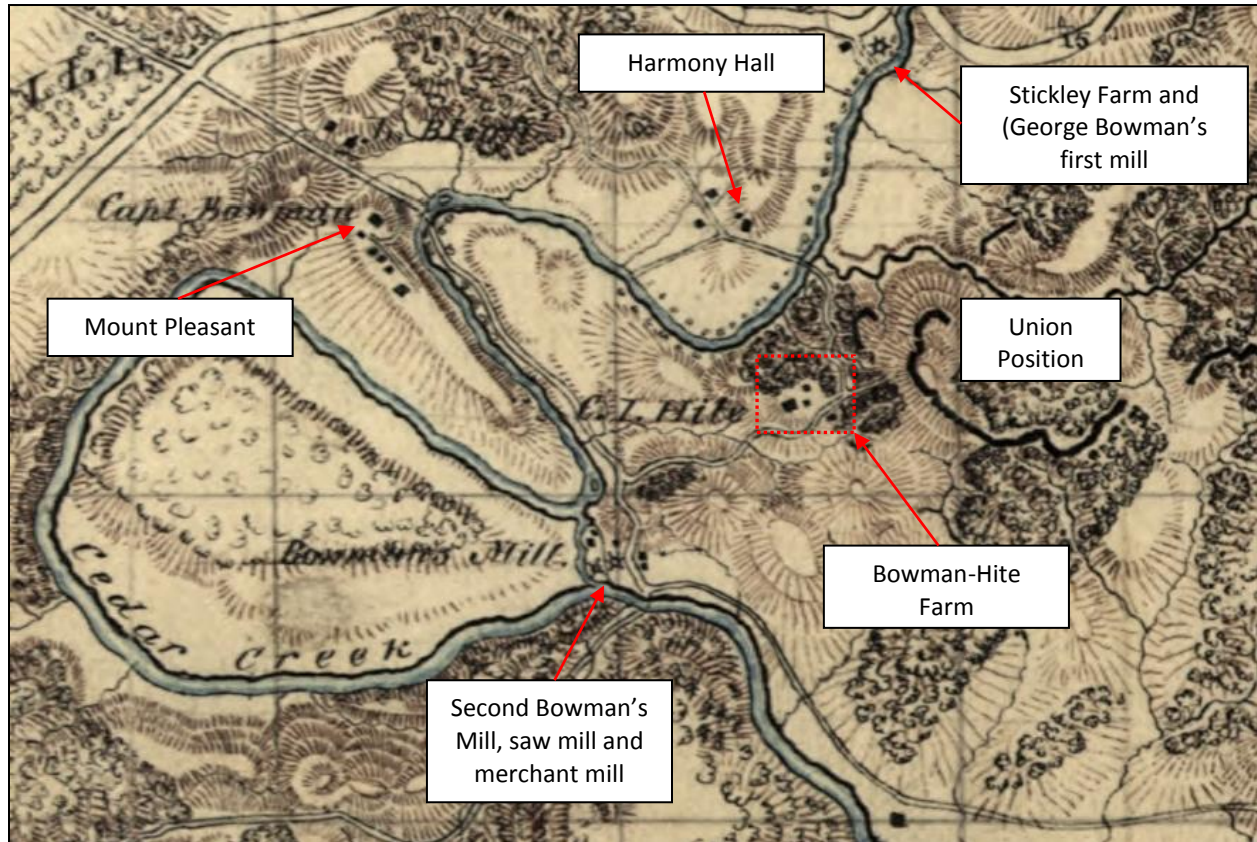 Harmony Hall
Stickley Farm and
(George Bowman’s
first mill
15
Capt. Bowman
Mount Pleasant
Union
Position
C. I. Hite
Bowman's Mill.
Bowman-Hite
Farm
Cedar Creek
Second Bowman’s
Mill, saw mill and
merchant mill